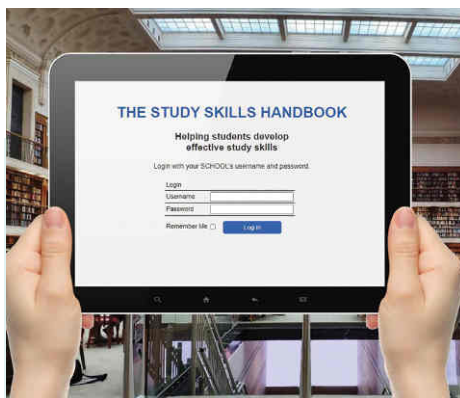 THE STUDY SKILLS HANDBOOK
Helping students develop
effective study skills
Login with your SCHOOL's username and password.
Login
Username
Password
Remember Me
Log in